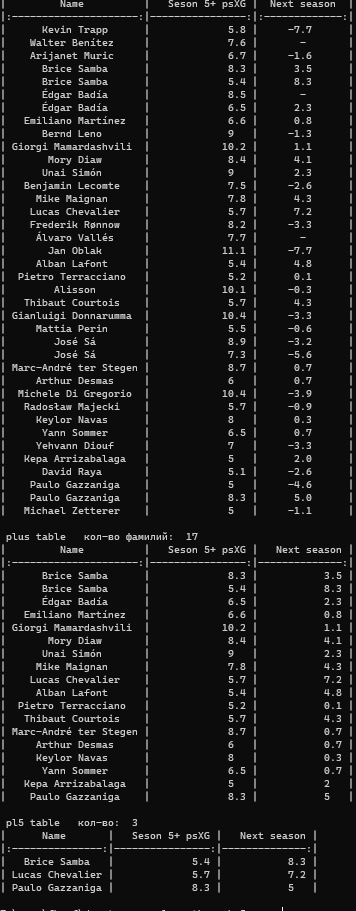 | Name | Seson 5+ psXG | Next season |
|:--------------------:|--------------:|:-------------:|
| Kevin Trapp | 5.8 | -7.7 |
| Walter Benítez | 7.6 | - |
| Arijanet Muric | 6.7 | -1.6 |
| Brice Samba | 8.3 | 3.5 |
| Brice Samba | 5.4 | 8.3 |
| Édgar Badía | 8.5 | - |
| Édgar Badía | 6.5 | 2.3 |
| Emiliano Martínez | 6.6 | 0.8 |
| Bernd Leno | 9 | -1.3 |
| Giorgi Mamardashvili | 10.2 | 1.1 |
| Mory Diaw | 8.4 | 4.1 |
| Unai Simón | 9 | 2.3 |
| Benjamin Lecomte | 7.5 | -2.6 |
| Mike Maignan | 7.8 | 4.3 |
| Lucas Chevalier | 5.7 | 7.2 |
| Frederik Rønnow | 8.2 | -3.3 |
| Álvaro Vallés | 7.7 | - |
| Jan Oblak | 11.1 | -7.7 |
| Alban Lafont | 5.4 | 4.8 |
| Pietro Terracciano | 5.2 | 0.1 |
| Alisson | 10.1 | -0.3 |
| Thibaut Courtois | 5.7 | 4.3 |
| Gianluigi Donnarumma | 10.4 | -3.3 |
| Mattia Perin | 5.5 | -0.6 |
| José Sá | 8.9 | -3.2 |
| José Sá | 7.3 | -5.6 |
| Marc-André ter Stegen | 8.7 | 0.7 |
| Arthur Desmas | 6 | 0.7 |
| Michele Di Gregorio | 10.4 | -3.9 |
| Radosław Majecki | 5.7 | -0.9 |
| Keylor Navas | 8 | 0.3 |
| Yann Sommer | 6.5 | 0.7 |
| Yehvann Diouf | 7 | -3.3 |
| Kepa Arrizabalaga | 5 | 2.0 |
| David Raya | 5.1 | -2.6 |
| Paulo Gazzaniga | 5 | -4.6 |
| Paulo Gazzaniga | 8.3 | 5.0 |
| Michael Zetterer | 5 | -1.1 |
plus table кол-во фамилий: 17
| Name | Seson 5+ psXG | Next season |
|:--------------------:|--------------:|-------------:|
| Brice Samba | 8.3 | 3.5 |
| Brice Samba | 5.4 | 8.3 |
| Édgar Badía | 6.5 | 2.3 |
| Emiliano Martínez | 6.6 | 0.8 |
| Giorgi Mamardashvili | 10.2 | 1.1 |
| Mory Diaw | 8.4 | 4.1 |
| Unai Simón | 9 | 2.3 |
| Mike Maignan | 7.8 | 4.3 |
| Lucas Chevalier | 5.7 | 7.2 |
| Alban Lafont | 5.4 | 4.8 |
| Pietro Terracciano | 5.2 | 0.1 |
| Thibaut Courtois | 5.7 | 4.3 |
| Marc-André ter Stegen | 8.7 | 0.7 |
| Arthur Desmas | 6 | 0.7 |
| Keylor Navas | 8 | 0.3 |
| Yann Sommer | 6.5 | 0.7 |
| Kepa Arrizabalaga | 5 | 2 |
| Paulo Gazzaniga | 8.3 | 5 |
pl5 table кол-во: 3
| Name | Seson 5+ psXG | Next season |
|:---------------:|--------------:|-------------:|
| Brice Samba | 5.4 | 8.3 |
| Lucas Chevalier | 5.7 | 7.2 |
| Paulo Gazzaniga | 8.3 | 5 |